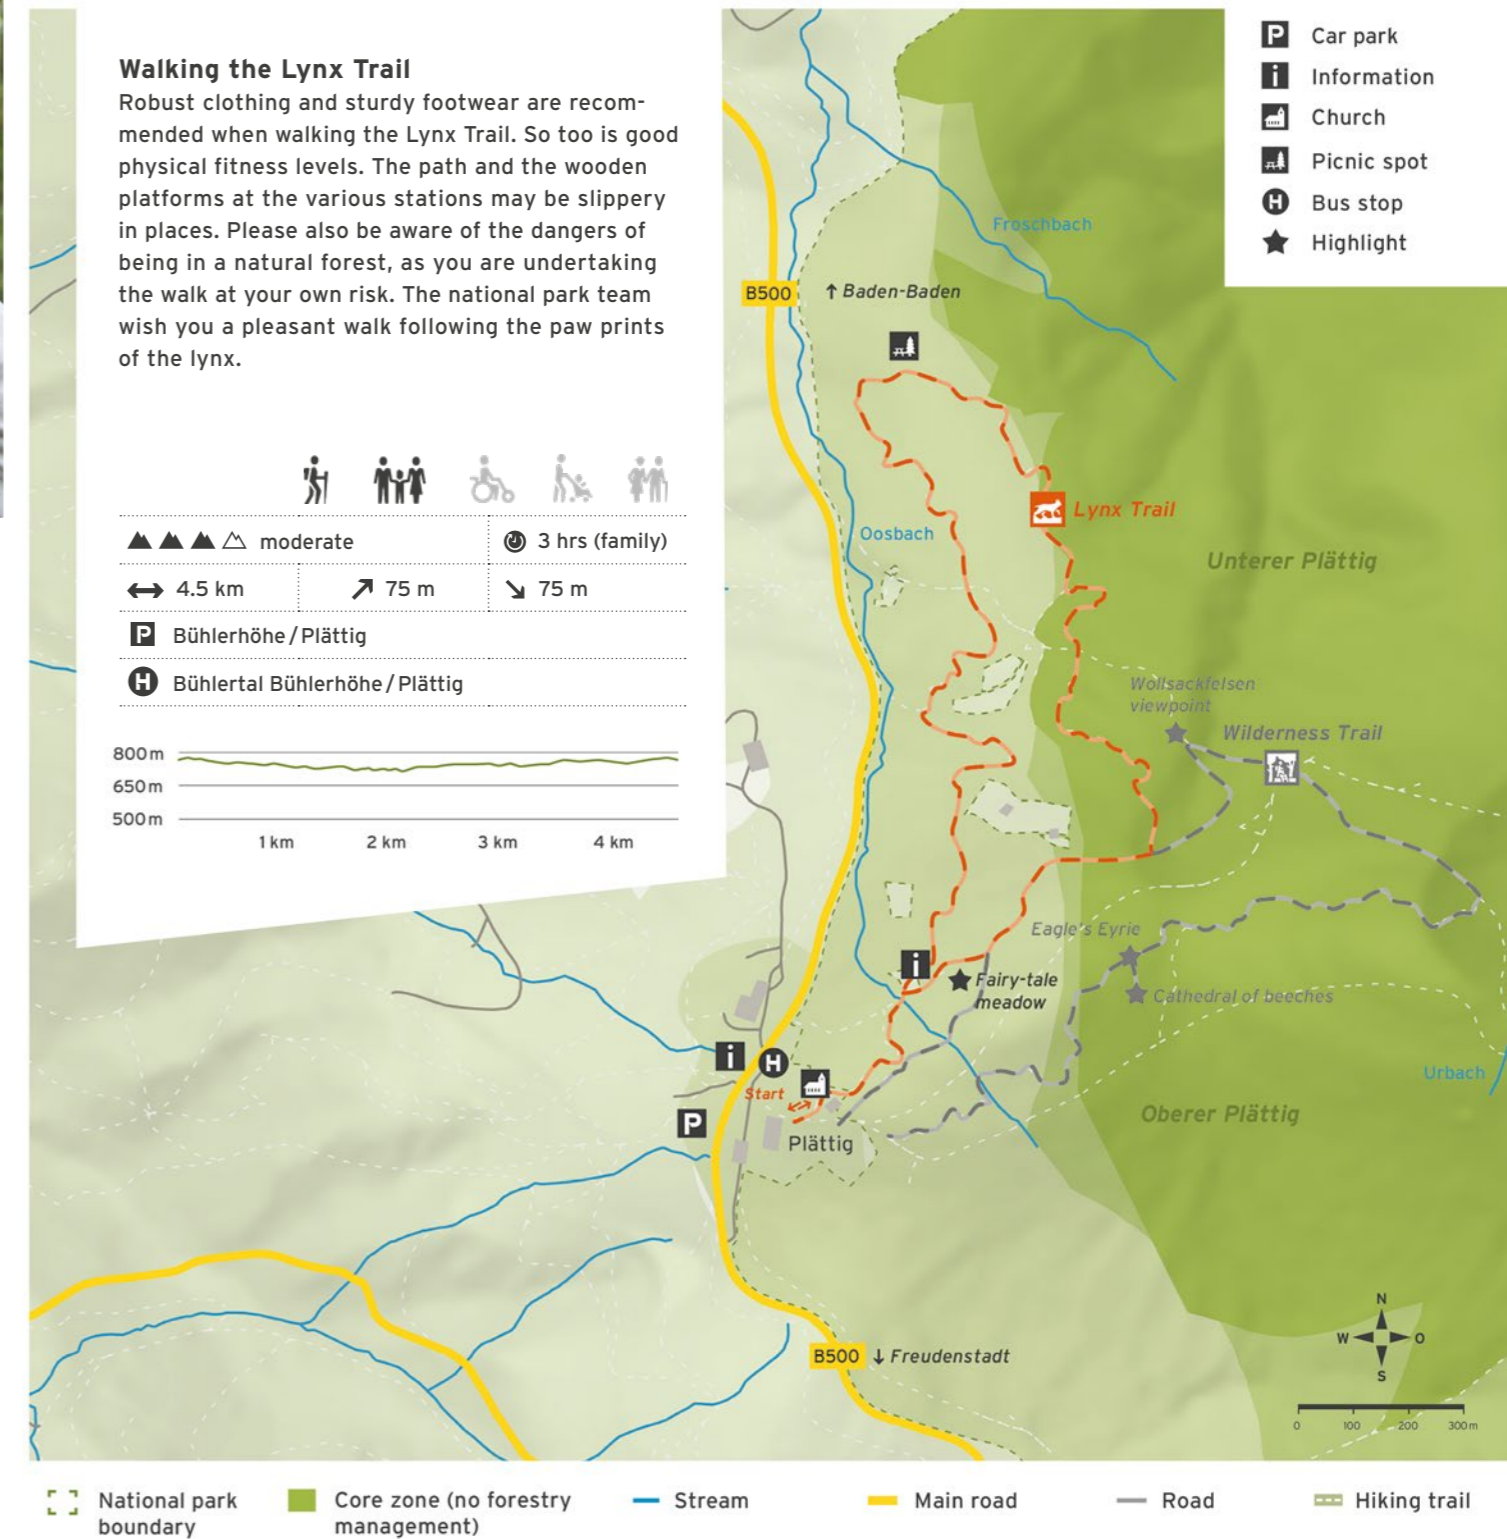 Walking the Lynx Trail
Robust clothing and sturdy footwear are recom-
mended when walking the Lynx Trail. So too is good
physical fitness levels. The path and the wooden
platforms at the various stations may be slippery
in places. Please also be aware of the dangers of
being in a natural forest, as you are undertaking
the walk at your own risk. The national park team
wish you a pleasant walk following the paw prints
of the lynx.
moderate
3 hrs (family)
4.5 km
75 m
75 m
P Bühlerhöhe / Plättig
H Bühlertal Bühlerhöhe / Plättig
800 m
650 m
500 m
1 km
2 km
3 km
4 km
P Car park
i Information
Church
Picnic spot
H Bus stop
Highlight
Froschbach
B500
↑ Baden-Baden
Lynx Trail
Oosbach
Unterer Plättig
Wollsackfelsen
viewpoint
Wilderness Trail
Eagle's Eyrie
i
Fairy-tale
meadow
Cathedral of beeches
i
H
Start
P
Plättig
Urbach
Oberer Plättig
B500
↓ Freudenstadt
N
W
O
S
0
100
200
300 m
National park
boundary
Core zone (no forestry
management)
Stream
Main road
Road
Hiking trail